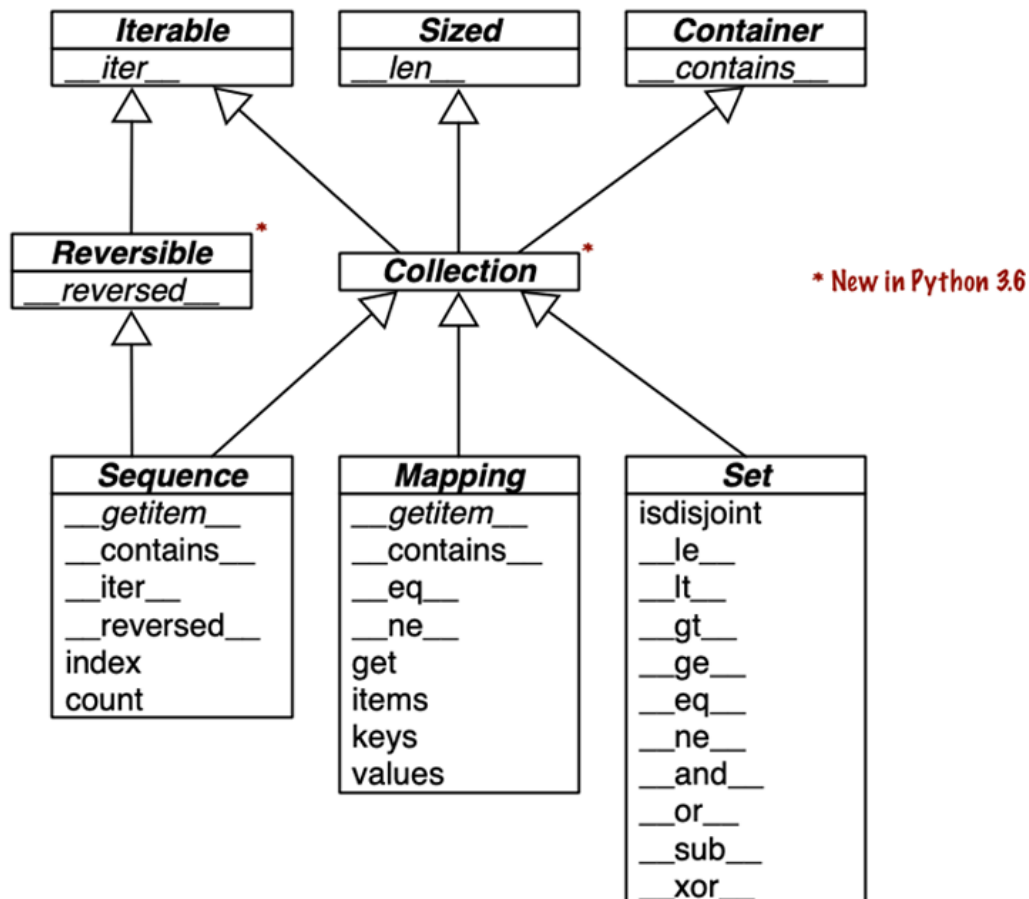 Iterable
__iter__
Sized
__len__
Container
__contains__
Reversible
*
__reversed__
Collection
*
* New in Python 3.6
Sequence
__getitem__
__contains__
__iter__
__reversed__
index
count
Mapping
__getitem__
__contains__
__eq__
__ne__
get
items
keys
values
Set
isdisjoint
__le__
__lt__
__gt__
__ge__
__eq__
__ne__
__and__
__or__
__sub__
__xor__